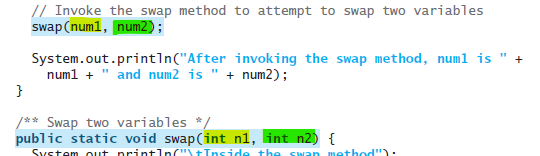 // Invoke the swap method to attempt to swap two variables
swap(num1, num2);
System.out.println("After invoking the swap method, num1 is " +
num1 + " and num2 is " + num2);
}
/** Swap two variables */
public static void swap(int n1, int n2) {
System.out.println("\tInside the swap method");